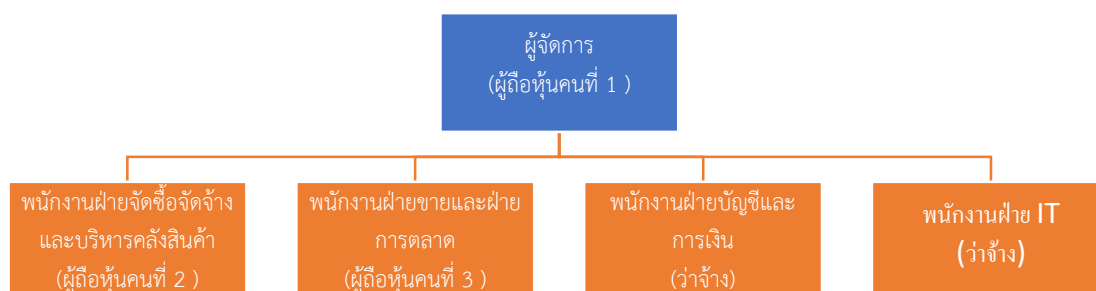 ผู้จัดการ
(ผู้ถือหุ้นคนที่ 1 )
พนักงานฝ่ายจัดซื้อจัดจ้าง
และบริหารคลังสินค้า
(ผู้ถือหุ้นคนที่ 2 )
พนักงานฝ่ายขายและฝ่าย
การตลาด
(ผู้ถือหุ้นคนที่ 3 )
พนักงานฝ่ายบัญชีและ
การเงิน
(ว่าจ้าง)
พนักงานฝ่าย IT
(ว่าจ้าง)